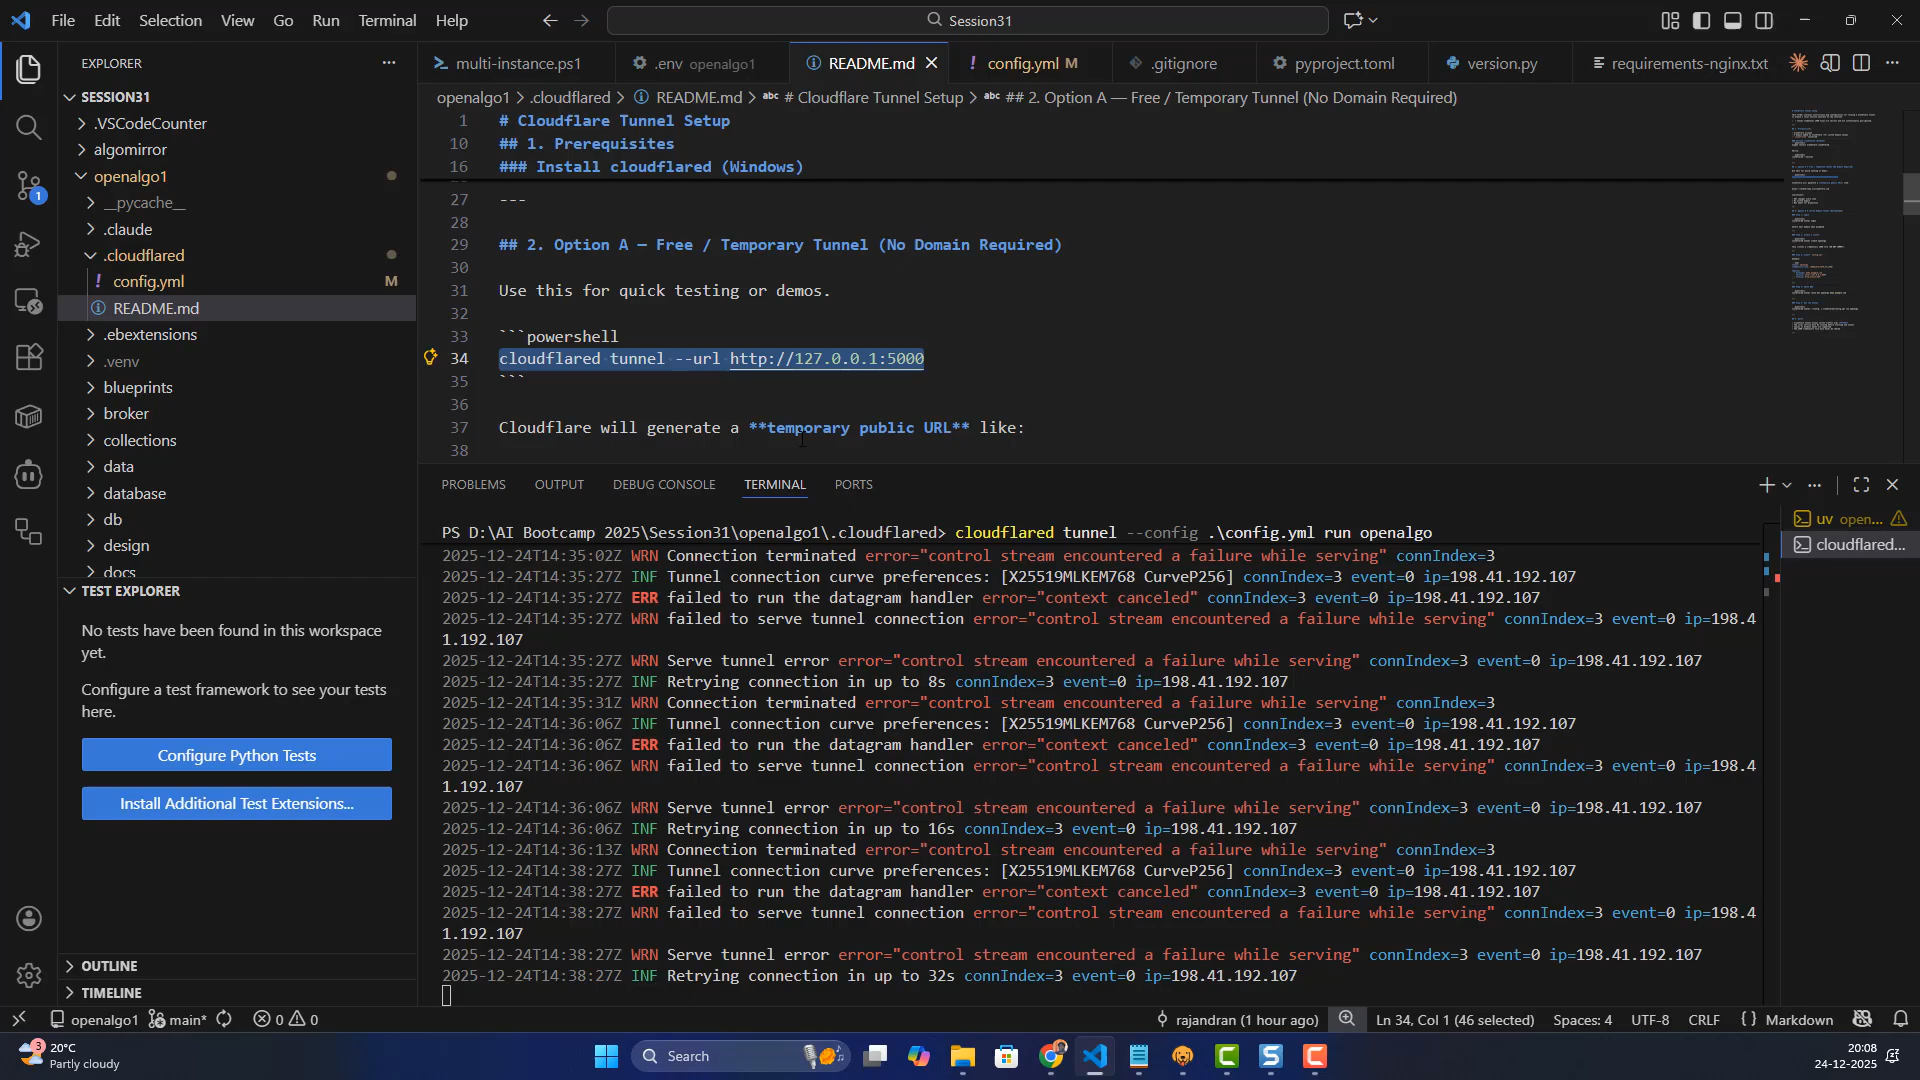 File Edit Selection View Go Run Terminal Help
Session31
EXPLORER
SESSION31
.VSCodeCounter
algomirror
openalgo1
__pycache__
.claude
.cloudflared
! config.yml M
README.md
.ebextensions
.venv
blueprints
broker
collections
data
database
db
design
docs
TEST EXPLORER
No tests have been found in this workspace
yet.
Configure a test framework to see your tests
here.
Configure Python Tests
Install Additional Test Extensions...
OUTLINE
TIMELINE
multi-instance.ps1
.env openalgo1
README.md
! config.yml M
.gitignore
pyproject.toml
version.py
requirements-nginx.txt
openalgo1 > .cloudflared > README.md > abc # Cloudflare Tunnel Setup > abc ## 2. Option A — Free / Temporary Tunnel (No Domain Required)
1 # Cloudflare Tunnel Setup
10 ## 1. Prerequisites
16 ### Install cloudflared (Windows)
27 ---
28
29 ## 2. Option A — Free / Temporary Tunnel (No Domain Required)
30
31 Use this for quick testing or demos.
32
33 ```powershell
34 cloudflared tunnel --url http://127.0.0.1:5000
35 ```
36
37 Cloudflare will generate a **temporary public URL** like:
38
PROBLEMS OUTPUT DEBUG CONSOLE TERMINAL PORTS
uv open...
cloudflared...
PS D:\AI Bootcamp 2025\Session31\openalgo1\.cloudflared> cloudflared tunnel --config .\config.yml run openalgo
2025-12-24T14:35:02Z WRN Connection terminated error="control stream encountered a failure while serving" connIndex=3
2025-12-24T14:35:27Z INF Tunnel connection curve preferences: [X25519MLKEM768 CurveP256] connIndex=3 event=0 ip=198.41.192.107
2025-12-24T14:35:27Z ERR failed to run the datagram handler error="context canceled" connIndex=3 event=0 ip=198.41.192.107
2025-12-24T14:35:27Z WRN failed to serve tunnel connection error="control stream encountered a failure while serving" connIndex=3 event=0 ip=198.4
1.192.107
2025-12-24T14:35:27Z WRN Serve tunnel error error="control stream encountered a failure while serving" connIndex=3 event=0 ip=198.41.192.107
2025-12-24T14:35:27Z INF Retrying connection in up to 8s connIndex=3 event=0 ip=198.41.192.107
2025-12-24T14:35:31Z WRN Connection terminated error="control stream encountered a failure while serving" connIndex=3
2025-12-24T14:36:06Z INF Tunnel connection curve preferences: [X25519MLKEM768 CurveP256] connIndex=3 event=0 ip=198.41.192.107
2025-12-24T14:36:06Z ERR failed to run the datagram handler error="context canceled" connIndex=3 event=0 ip=198.41.192.107
2025-12-24T14:36:06Z WRN failed to serve tunnel connection error="control stream encountered a failure while serving" connIndex=3 event=0 ip=198.4
1.192.107
2025-12-24T14:36:06Z WRN Serve tunnel error error="control stream encountered a failure while serving" connIndex=3 event=0 ip=198.41.192.107
2025-12-24T14:36:06Z INF Retrying connection in up to 16s connIndex=3 event=0 ip=198.41.192.107
2025-12-24T14:36:13Z WRN Connection terminated error="control stream encountered a failure while serving" connIndex=3
2025-12-24T14:38:27Z INF Tunnel connection curve preferences: [X25519MLKEM768 CurveP256] connIndex=3 event=0 ip=198.41.192.107
2025-12-24T14:38:27Z ERR failed to run the datagram handler error="context canceled" connIndex=3 event=0 ip=198.41.192.107
2025-12-24T14:38:27Z WRN failed to serve tunnel connection error="control stream encountered a failure while serving" connIndex=3 event=0 ip=198.4
1.192.107
2025-12-24T14:38:27Z WRN Serve tunnel error error="control stream encountered a failure while serving" connIndex=3 event=0 ip=198.41.192.107
2025-12-24T14:38:27Z INF Retrying connection in up to 32s connIndex=3 event=0 ip=198.41.192.107
openalgo1 main* 0 0
rajandran (1 hour ago) Ln 34, Col 1 (46 selected) Spaces: 4 UTF-8 CRLF {} Markdown
3
20°C
Partly cloudy
Search
20:08
24-12-2025